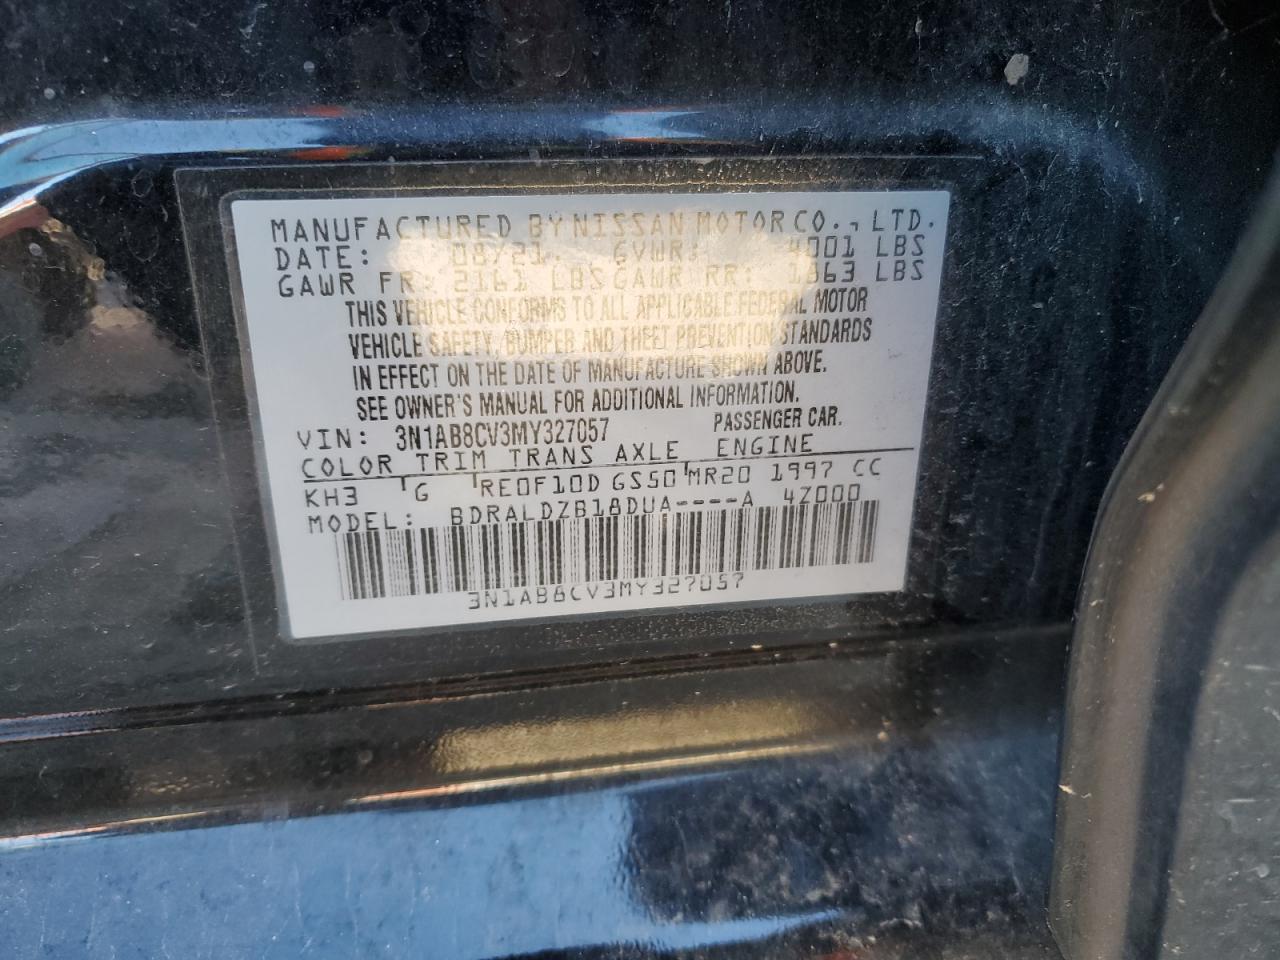 MANUFACTURED BY NISSAN MOTOR CO., LTD.
DATE: 08/21 GVWR: 4001 LBS
GAWR FR: 2161 LBS GAWR RR: 1863 LBS
THIS VEHICLE CONFORMS TO ALL APPLICABLE FEDERAL MOTOR
VEHICLE SAFETY, BUMPER AND THEFT PREVENTION STANDARDS
IN EFFECT ON THE DATE OF MANUFACTURE SHOWN ABOVE.
SEE OWNER'S MANUAL FOR ADDITIONAL INFORMATION.
VIN: 3N1AB8CV3MY327057 PASSENGER CAR.
COLOR TRIM TRANS AXLE ENGINE
KH3 G RE0F10D GS50 MR20 1997 CC
MODEL: BDRALDZB18DUA----A 4Z000
3N1AB8CV3MY327057